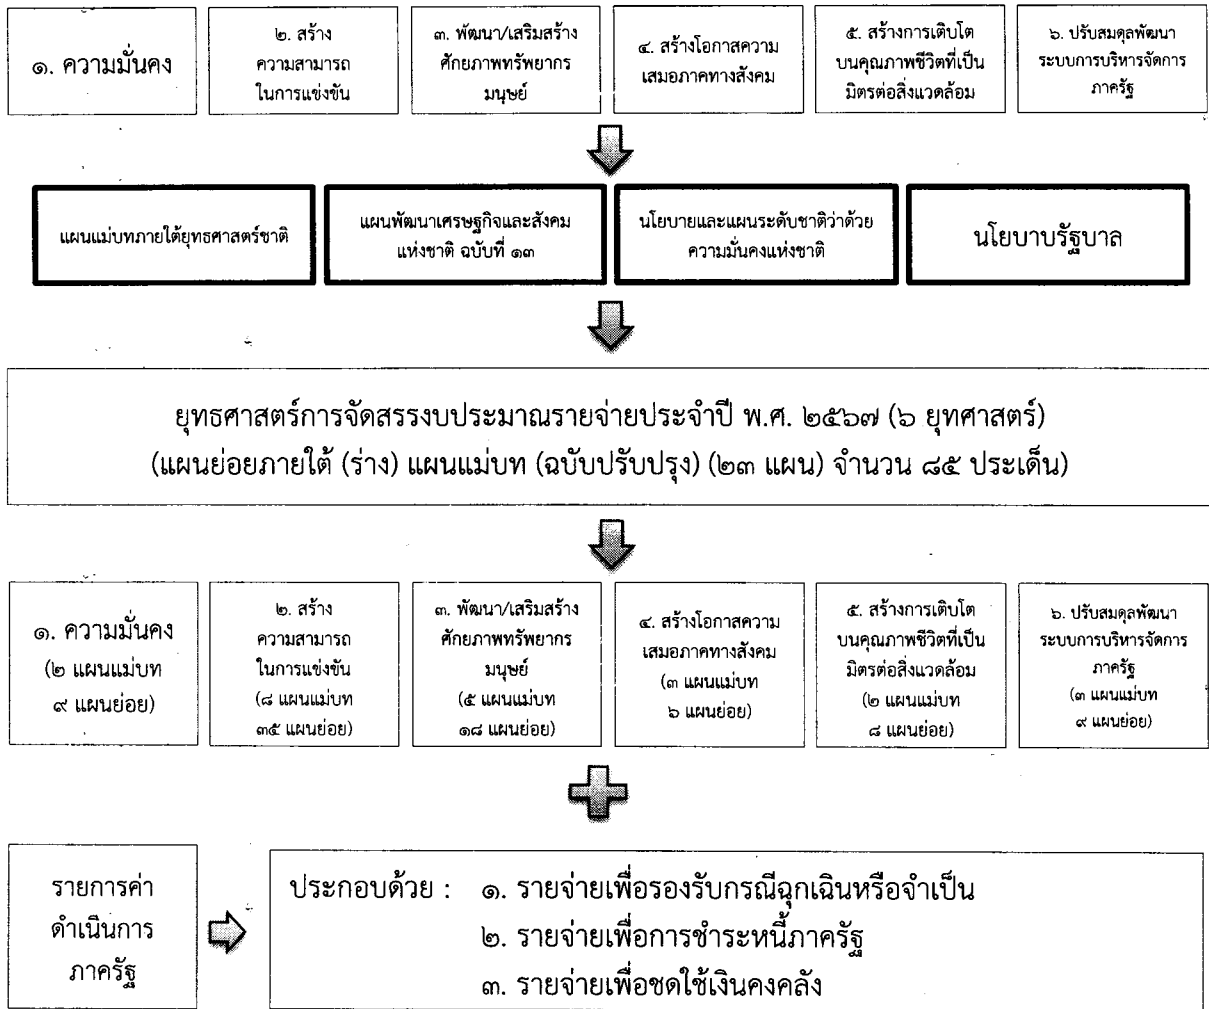 ๑. ความมั่นคง
๒. สร้าง
ความสามารถ
ในการแข่งขัน
๓. พัฒนา/เสริมสร้าง
ศักยภาพทรัพยากร
มนุษย์
๔. สร้างโอกาสความ
เสมอภาคทางสังคม
๕. สร้างการเติบโต
บนคุณภาพชีวิตที่เป็น
มิตรต่อสิ่งแวดล้อม
๖. ปรับสมดุลพัฒนา
ระบบการบริหารจัดการ
ภาครัฐ
แผนแม่บทภายใต้ยุทธศาสตร์ชาติ
แผนพัฒนาเศรษฐกิจและสังคม
แห่งชาติ ฉบับที่ ๑๓
นโยบายและแผนระดับชาติว่าด้วย
ความมั่นคงแห่งชาติ
นโยบาบรัฐบาล
ยุทธศาสตร์การจัดสรรงบประมาณรายจ่ายประจำปี พ.ศ. ๒๕๖๗ (๖ ยุทศาสตร์)
(แผนย่อยภายใต้ (ร่าง) แผนแม่บท (ฉบับปรับปรุง) (๒๓ แผน) จำนวน ๘๕ ประเด็น)
๑. ความมั่นคง
(๒ แผนแม่บท
๙ แผนย่อย)
๒. สร้าง
ความสามารถ
ในการแข่งขัน
(๘ แผนแม่บท
๓๕ แผนย่อย)
๓. พัฒนา/เสริมสร้าง
ศักยภาพทรัพยากร
มนุษย์
(๕ แผนแม่บท
๑๘ แผนย่อย)
๔. สร้างโอกาสความ
เสมอภาคทางสังคม
(๓ แผนแม่บท
๖ แผนย่อย)
๕. สร้างการเติบโต
บนคุณภาพชีวิตที่เป็น
มิตรต่อสิ่งแวดล้อม
(๒ แผนแม่บท
๘ แผนย่อย)
๖. ปรับสมดุลพัฒนา
ระบบการบริหารจัดการ
ภาครัฐ
(๓ แผนแม่บท
๙ แผนย่อย)
รายการค่า
ดำเนินการ
ภาครัฐ
ประกอบด้วย : ๑. รายจ่ายเพื่อรองรับกรณีฉุกเฉินหรือจำเป็น
๒. รายจ่ายเพื่อการชำระหนี้ภาครัฐ
๓. รายจ่ายเพื่อชดใช้เงินคงคลัง